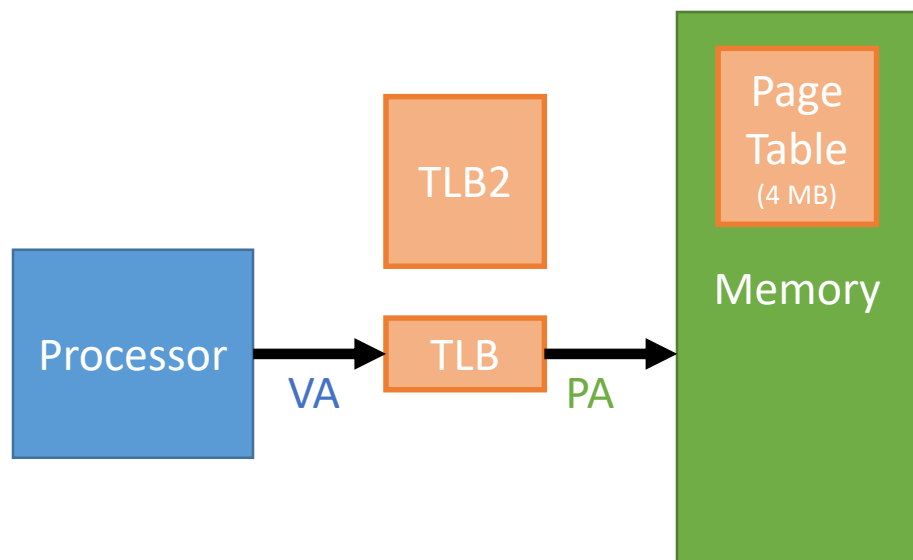 Page
Table
(4 MB)
TLB2
Memory
Processor
TLB
VA
PA